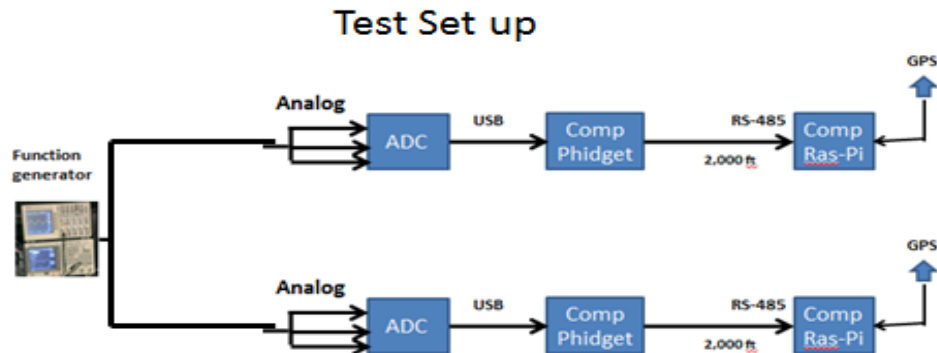 Test Set up
GPS
Analog
USB
RS-485
ADC
Comp
Phidget
Comp
Ras-Pi
2,000 ft
Function
generator
GPS
Analog
USB
RS-485
ADC
Comp
Phidget
Comp
Ras-Pi
2,000 ft